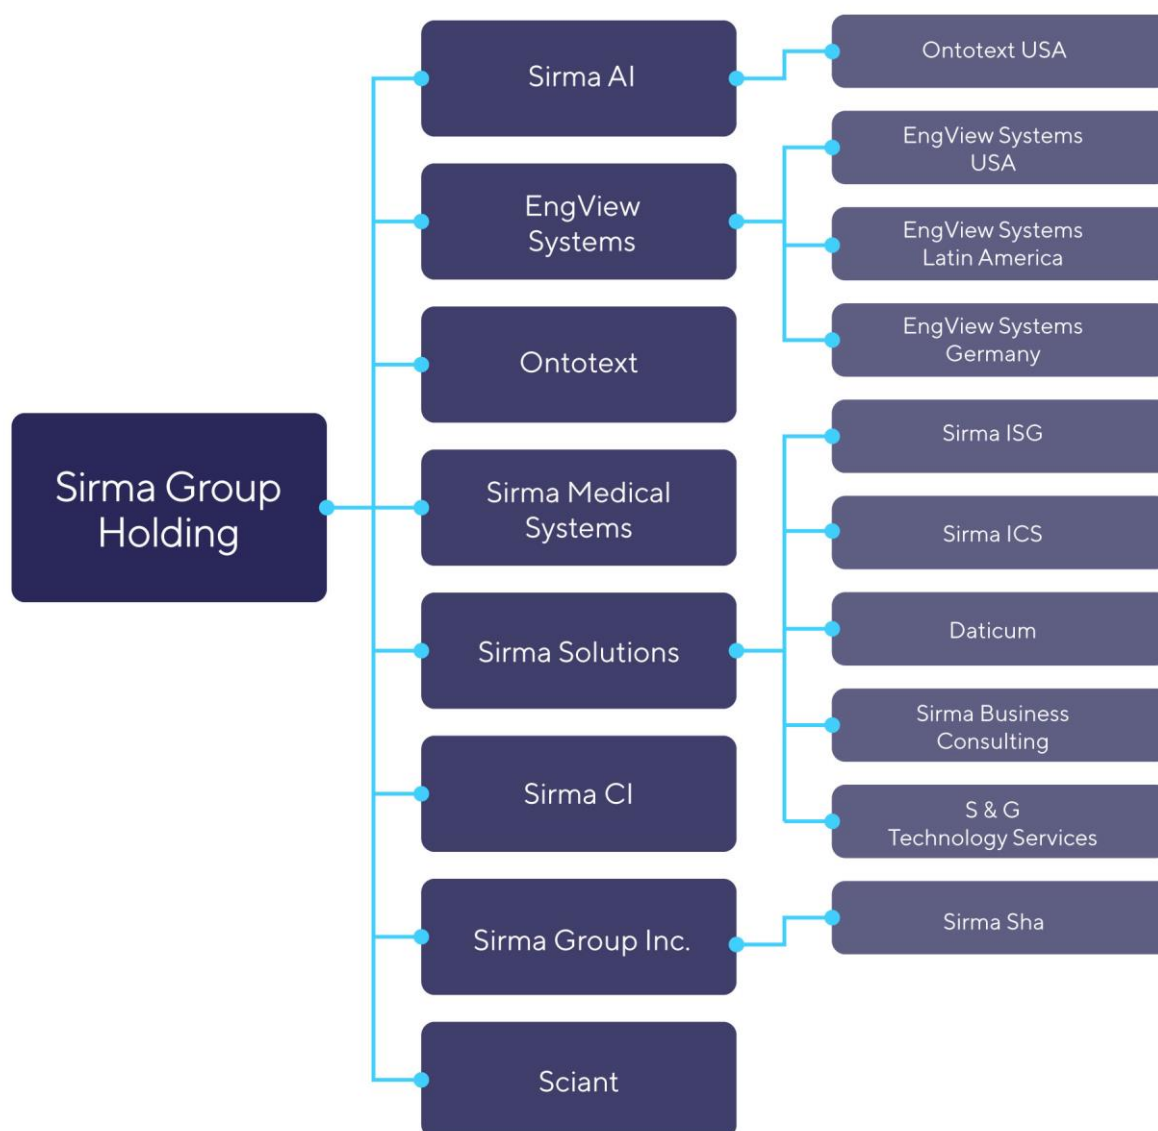 Sirma Group
Holding
Sirma AI
EngView
Systems
Ontotext
Sirma Medical
Systems
Sirma Solutions
Sirma CI
Sirma Group Inc.
Sciant
Ontotext USA
EngView Systems
USA
EngView Systems
Latin America
EngView Systems
Germany
Sirma ISG
Sirma ICS
Daticum
Sirma Business
Consulting
S & G
Technology Services
Sirma Sha